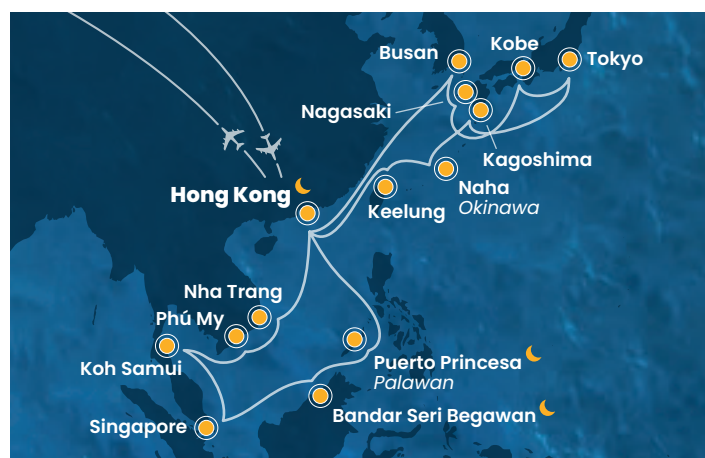 Kobe
Busan
Tokyo
Nagasaki
Kagoshima
Hong Kong
Naha
Okinawa
Keelung
Nha Trang
Phú My
Koh Samui
Puerto Princesa
Palawan
Bandar Seri Begawan
Singapore